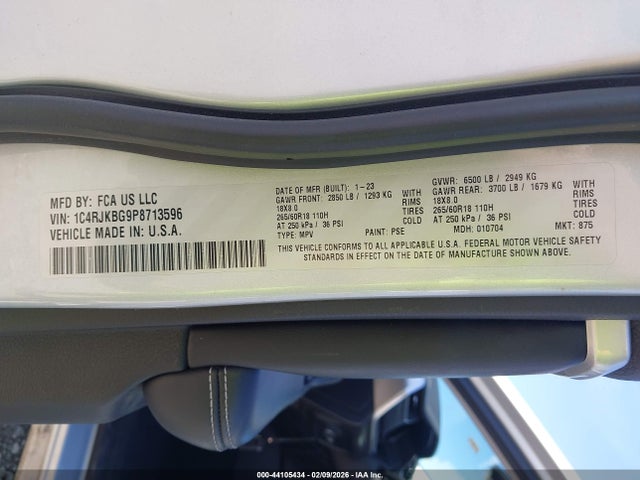 MFD BY: FCA US LLC
VIN: 1C4RJKBG9P8713596
VEHICLE MADE IN: U.S.A.
DATE OF MFR (BUILT): 1-23
GAWR FRONT: 2850 LB / 1293 KG WITH
18X8.0 RIMS
265/60R18 110H TIRES
AT 250 kPa / 36 PSI COLD
TYPE: MPV PAINT: PSE
GVWR: 6500 LB / 2949 KG
GAWR REAR: 3700 LB / 1679 KG WITH
18X8.0 RIMS
265/60R18 110H TIRES
AT 250 kPa / 36 PSI COLD
MDH: 010704 MKT: 875
THIS VEHICLE CONFORMS TO ALL APPLICABLE U.S.A. FEDERAL MOTOR VEHICLE SAFETY
STANDARDS IN EFFECT ON THE DATE OF MANUFACTURE SHOWN ABOVE.
000-44105434 - 02/09/2026 - IAA Inc.